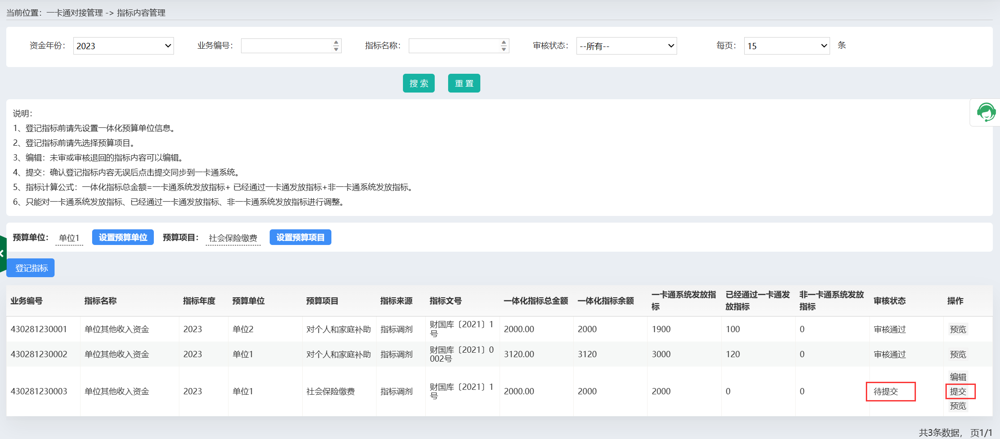 当前位置：一卡通对接管理 -> 指标内容管理
资金年份： 2023 业务编号： 指标名称： 审核状态： --所有-- 每页： 15 条
搜 索 重 置
说明：
1、登记指标前请先设置一体化预算单位信息。
2、登记指标前请先选择预算项目。
3、编辑：未审或审核退回的指标内容可以编辑。
4、提交：确认登记指标内容无误后点击提交同步到一卡通系统。
5、指标计算公式：一体化指标总金额=一卡通系统发放指标+ 已经通过一卡通发放指标+非一卡通系统发放指标。
6、只能对一卡通系统发放指标、已经通过一卡通发放指标、非一卡通系统发放指标进行调整。
预算单位： 单位1 设置预算单位 预算项目： 社会保险缴费 设置预算项目
登记指标
业务编号 指标名称 指标年度 预算单位 预算项目 指标来源 指标文号 一体化指标总金额 一体化指标余额 一卡通系统发放指标 已经通过一卡通发放指标 非一卡通系统发放指标 审核状态 操作
430281230001 单位其他收入资金 2023 单位2 对个人和家庭补助 指标调剂 财国库〔2021〕1号 2000.00 2000 1900 100 0 审核通过 预览
430281230002 单位其他收入资金 2023 单位1 对个人和家庭补助 指标调剂 财国库〔2021〕0002号 3120.00 3120 3000 120 0 审核通过 预览
430281230003 单位其他收入资金 2023 单位1 社会保险缴费 指标调剂 财国库〔2021〕1号 2000.00 2000 2000 0 0 待提交 编辑 提交 预览
共3条数据， 页1/1